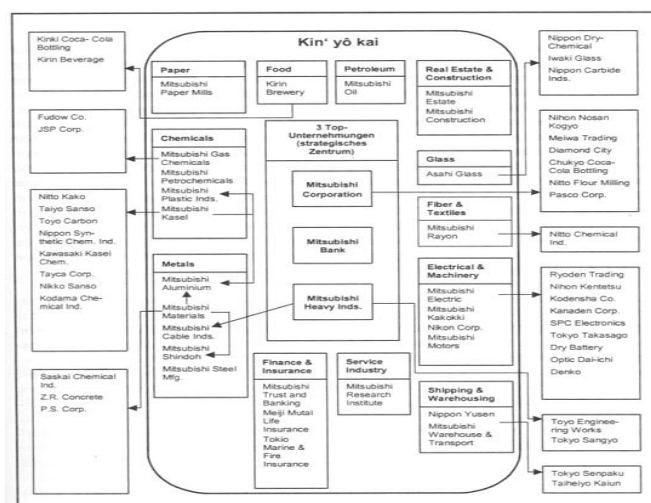 Kin' yô kai
Kinki Coca- Cola
Bottling
Kirin Beverage
Fudow Co.
JSP Corp.
Nitto Kako
Taiyo Sanso
Toyo Carbon
Nippon Syn-
thetic Chem. Ind.
Kawasaki Kasei
Chem.
Tayca Corp.
Nikko Sanso
Kodama Che-
mical Ind.
Saskai Chemical
Ind.
Z.R. Concrete
P.S. Corp.
Paper
Mitsubishi
Paper Mills
Food
Kirin
Brewery
Petroleum
Mitsubishi
Oil
Real Estate &
Construction
Mitsubishi
Estate
Mitsubishi
Construction
Chemicals
Mitsubishi Gas
Chemicals
Mitsubishi
Petrochemicals
Mitsubishi
Plastic Inds.
Mitsubishi
Kasei
3 Top-
Unternehmungen
(strategisches
Zentrum)
Mitsubishi
Corporation
Mitsubishi
Bank
Mitsubishi
Heavy Inds.
Glass
Asahi Glass
Fiber &
Textiles
Mitsubishi
Rayon
Metals
Mitsubishi
Aluminium
Mitsubishi
Materials
Mitsubishi
Cable Inds.
Mitsubishi
Shindoh
Mitsubishi Steel
Mfg.
Electrical &
Machinery
Mitsubishi
Electric
Mitsubishi
Kakokki
Nikon Corp.
Mitsubishi
Motors
Finance &
Insurance
Mitsubishi
Trust and
Banking
Meiji Mutal
Life
Insurance
Tokio
Marine &
Fire
Insurance
Service
Industry
Mitsubishi
Research
Institute
Shipping &
Warehousing
Nippon Yusen
Mitsubishi
Warehouse &
Transport
Nippon Dry-
Chemical
Iwaki Glass
Nippon Carbide
Inds.
Nihon Nosan
Kogyo
Meiwa Trading
Diamond City
Chukyo Coca-
Cola Bottling
Nitto Flour Milling
Pasco Corp.
Nitto Chemical
Ind.
Ryoden Trading
Nihon Kentetsu
Kodensha Co.
Kanaden Corp.
SPC Electronics
Tokyo Takasago
Dry Battery
Optic Dai-ichi
Denko
Toyo Enginee-
ring Works
Tokyo Sangyo
Tokyo Senpaku
Taiheiyo Kaiun